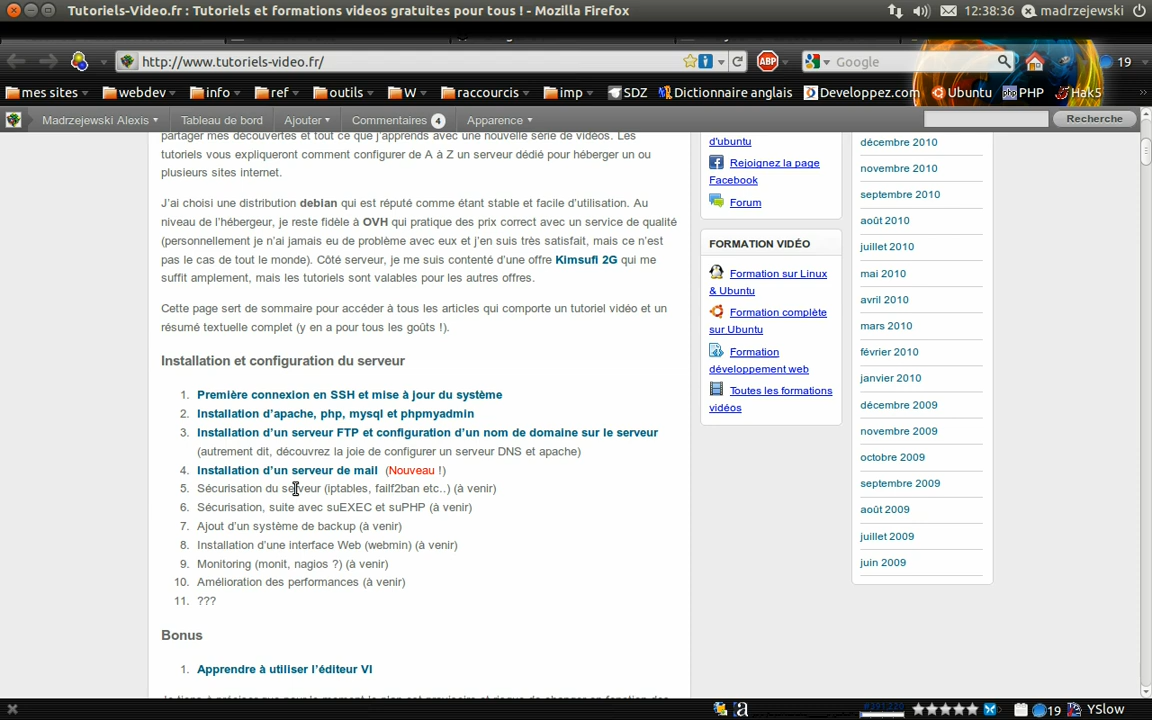 Tutoriels-Video.fr : Tutoriels et formations videos gratuites pour tous ! - Mozilla Firefox
12:38:36 madrzejewski
http://www.tutoriels-video.fr/
ABP
Google
19
mes sites
webdev
info
ref
outils
W
raccourcis
imp
SDZ
Dictionnaire anglais
Developpez.com
Ubuntu
PHP
Hak5
Madrzejewski Alexis
Tableau de bord
Ajouter
Commentaires 4
Apparence
Recherche
partager mes découvertes et tout ce que j'apprends avec une nouvelle série de vidéos. Les
tutoriels vous expliqueront comment configurer de A à Z un serveur dédié pour héberger un ou
plusieurs sites internet.
J'ai choisi une distribution debian qui est réputé comme étant stable et facile d'utilisation. Au
niveau de l'hébergeur, je reste fidèle à OVH qui pratique des prix correct avec un service de qualité
(personnellement je n'ai jamais eu de problème avec eux et j'en suis très satisfait, mais ce n'est
pas le cas de tout le monde). Côté serveur, je me suis contenté d'une offre Kimsufi 2G qui me
suffit amplement, mais les tutoriels sont valables pour les autres offres.
Cette page sert de sommaire pour accéder à tous les articles qui comporte un tutoriel vidéo et un
résumé textuelle complet (y en a pour tous les goûts !).
Installation et configuration du serveur
1. Première connexion en SSH et mise à jour du système
2. Installation d'apache, php, mysql et phpmyadmin
3. Installation d'un serveur FTP et configuration d'un nom de domaine sur le serveur
(autrement dit, découvrez la joie de configurer un serveur DNS et apache)
4. Installation d'un serveur de mail (Nouveau !)
5. Sécurisation du serveur (iptables, failf2ban etc..) (à venir)
6. Sécurisation, suite avec suEXEC et suPHP (à venir)
7. Ajout d'un système de backup (à venir)
8. Installation d'une interface Web (webmin) (à venir)
9. Monitoring (monit, nagios ?) (à venir)
10. Amélioration des performances (à venir)
11. ???
Bonus
1. Apprendre à utiliser l'éditeur VI
d'ubuntu
Rejoignez la page
Facebook
Forum
FORMATION VIDÉO
Formation sur Linux
& Ubuntu
Formation complète
sur Ubuntu
Formation
développement web
Toutes les formations
vidéos
décembre 2010
novembre 2010
septembre 2010
août 2010
juillet 2010
mai 2010
avril 2010
mars 2010
février 2010
janvier 2010
décembre 2009
novembre 2009
octobre 2009
septembre 2009
août 2009
juillet 2009
juin 2009
19
YSlow